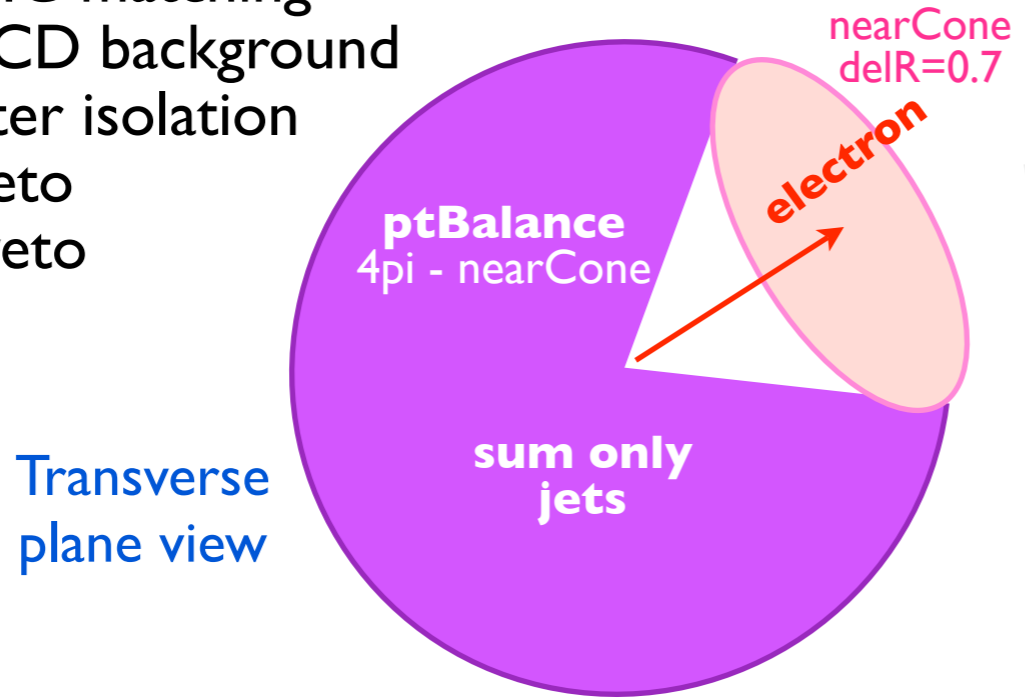 matching
CD background
ter isolation
eto
eto
nearCone
delR=0.7
electron
ptBalance
4pi - nearCone
sum only
jets
Transverse
plane view